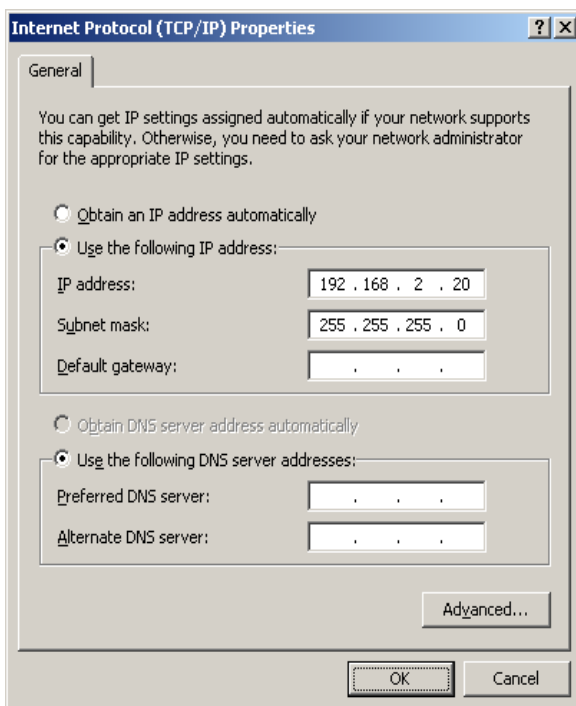 Internet Protocol (TCP/IP) Properties
General
You can get IP settings assigned automatically if your network supports
this capability. Otherwise, you need to ask your network administrator
for the appropriate IP settings.
Obtain an IP address automatically
Use the following IP address:
IP address: 192 . 168 . 2 . 20
Subnet mask: 255 . 255 . 255 . 0
Default gateway: . . .
Obtain DNS server address automatically
Use the following DNS server addresses:
Preferred DNS server: . . .
Alternate DNS server: . . .
Advanced...
OK Cancel